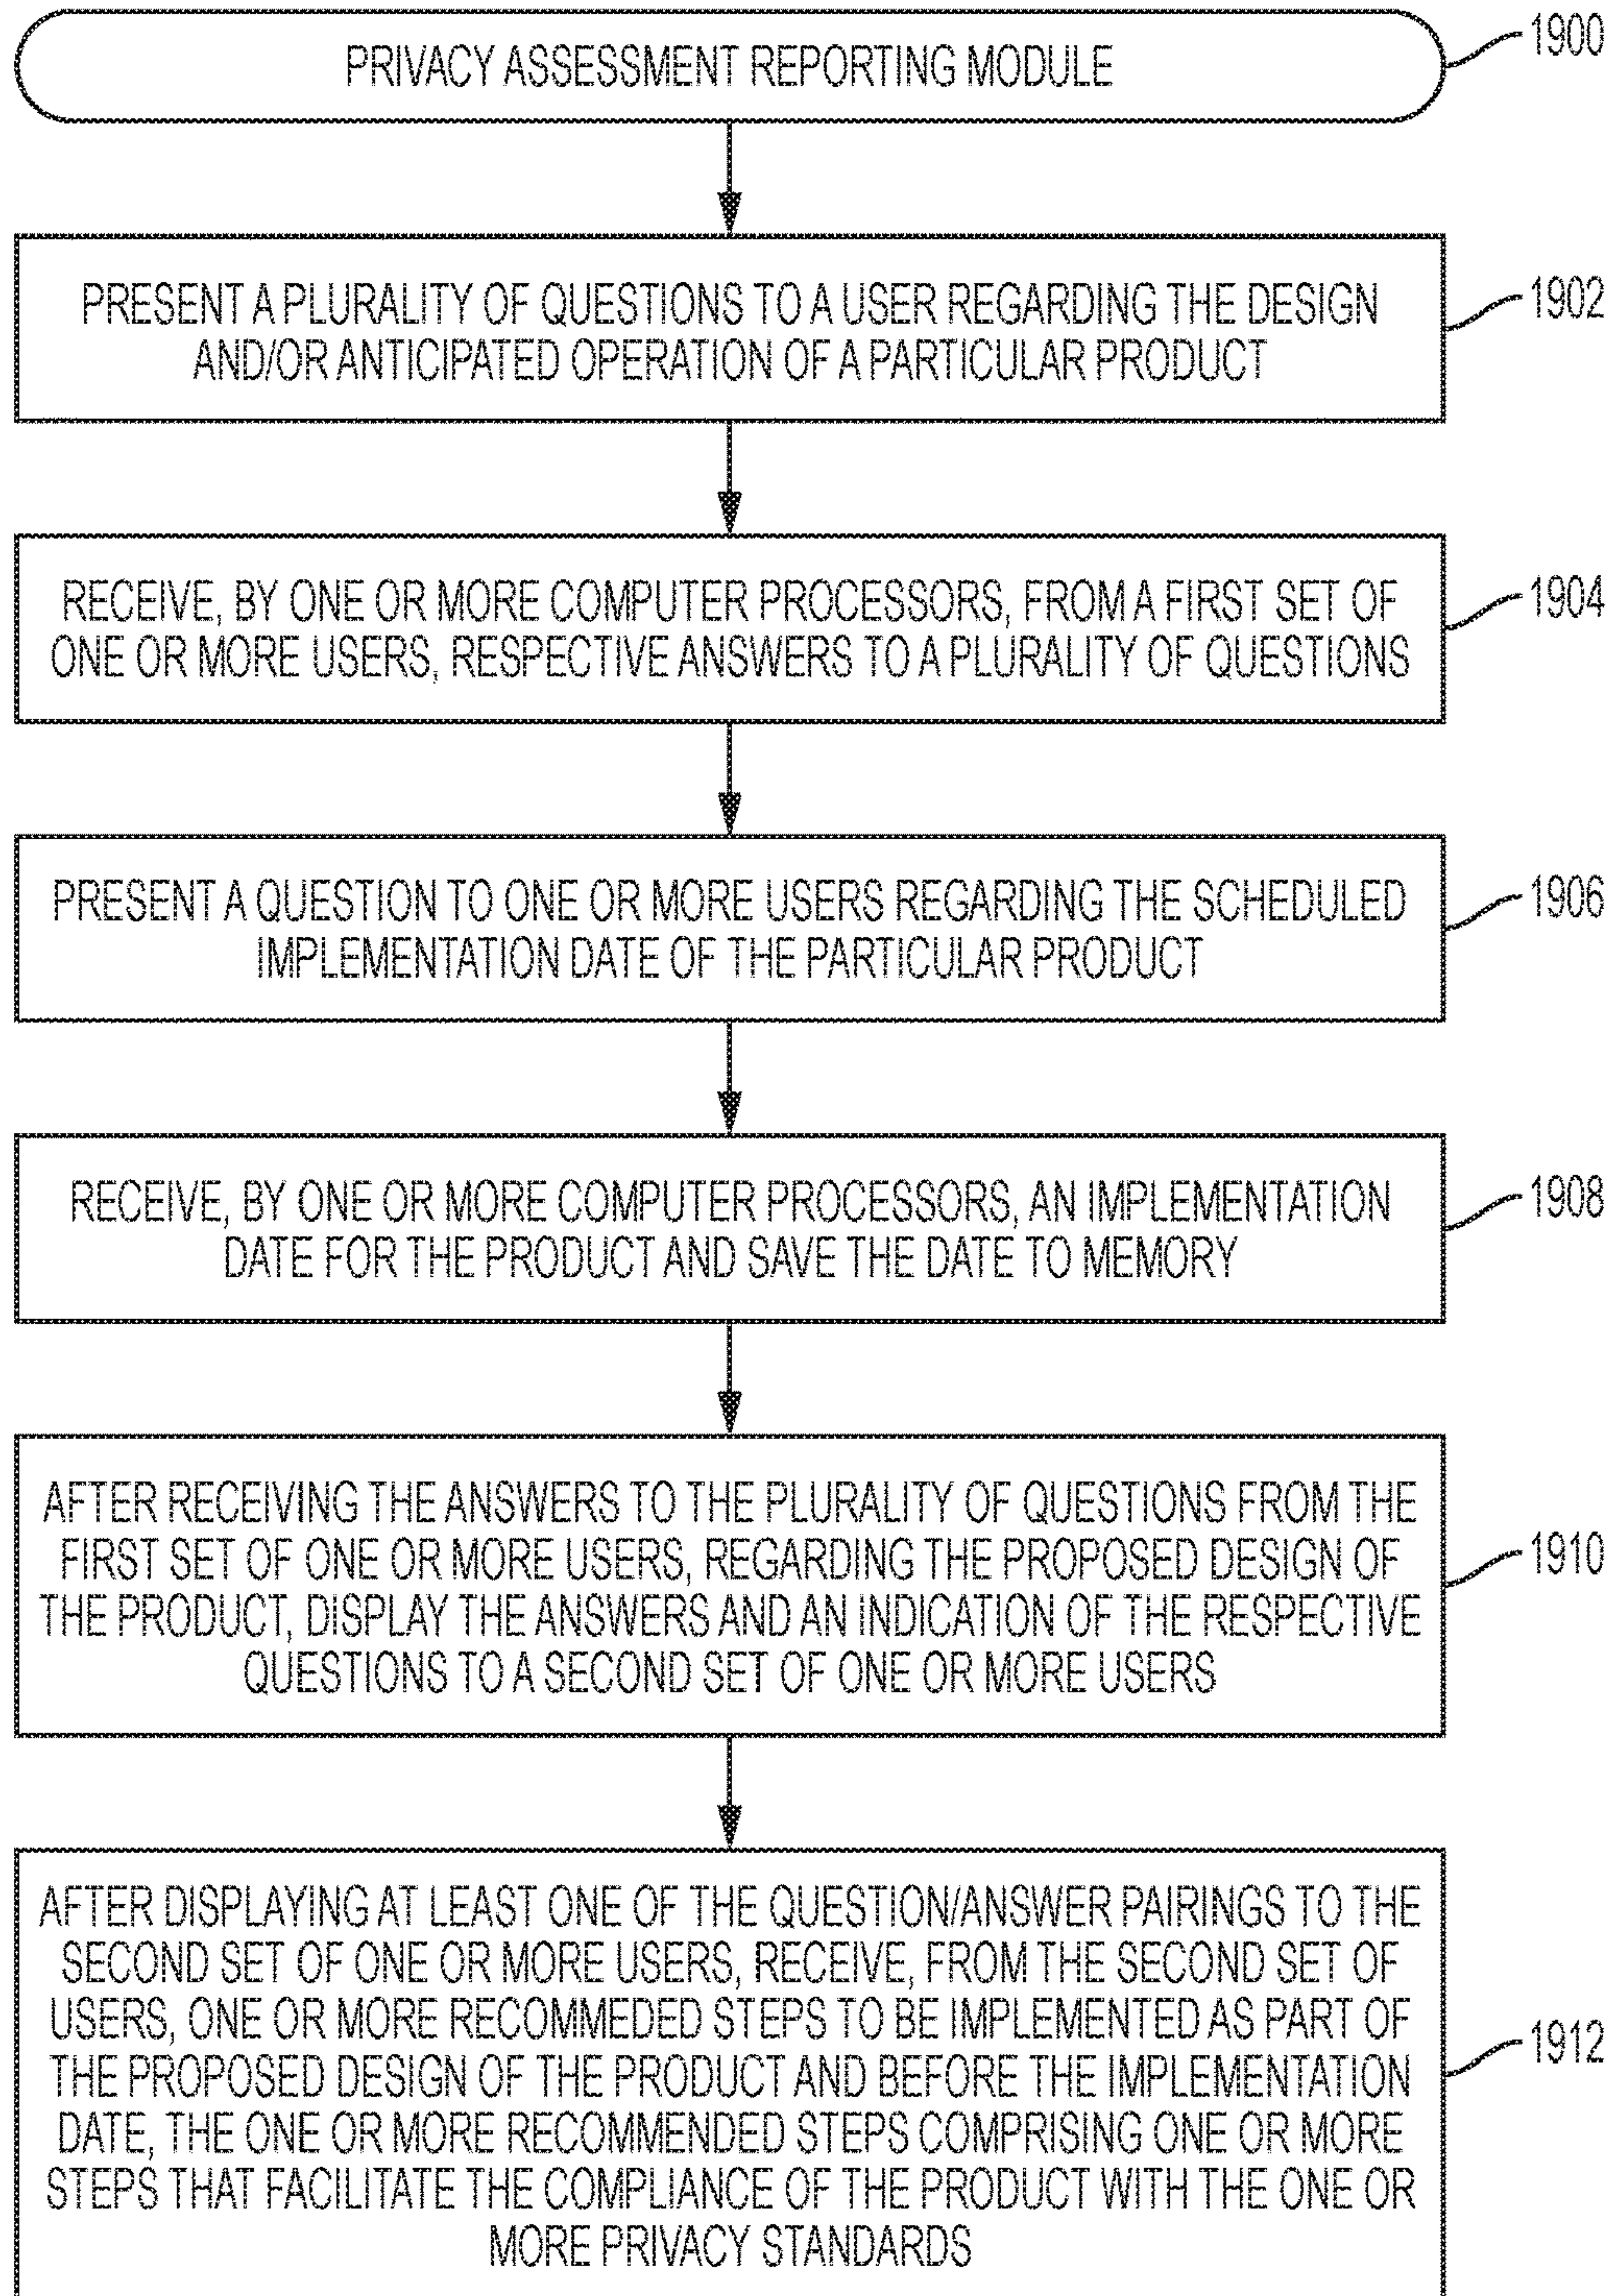 PRIVACY ASSESSMENT REPORTING MODULE
1900
PRESENT A PLURALITY OF QUESTIONS TO A USER REGARDING THE DESIGN
AND/OR ANTICIPATED OPERATION OF A PARTICULAR PRODUCT
1902
RECEIVE, BY ONE OR MORE COMPUTER PROCESSORS, FROM A FIRST SET OF
ONE OR MORE USERS, RESPECTIVE ANSWERS TO A PLURALITY OF QUESTIONS
1904
PRESENT A QUESTION TO ONE OR MORE USERS REGARDING THE SCHEDULED
IMPLEMENTATION DATE OF THE PARTICULAR PRODUCT
1906
RECEIVE, BY ONE OR MORE COMPUTER PROCESSORS, AN IMPLEMENTATION
DATE FOR THE PRODUCT AND SAVE THE DATE TO MEMORY
1908
AFTER RECEIVING THE ANSWERS TO THE PLURALITY OF QUESTIONS FROM THE
FIRST SET OF ONE OR MORE USERS, REGARDING THE PROPOSED DESIGN OF
THE PRODUCT, DISPLAY THE ANSWERS AND AN INDICATION OF THE RESPECTIVE
QUESTIONS TO A SECOND SET OF ONE OR MORE USERS
1910
AFTER DISPLAYING AT LEAST ONE OF THE QUESTION/ANSWER PAIRINGS TO THE
SECOND SET OF ONE OR MORE USERS, RECEIVE, FROM THE SECOND SET OF
USERS, ONE OR MORE RECOMMEDED STEPS TO BE IMPLEMENTED AS PART OF
THE PROPOSED DESIGN OF THE PRODUCT AND BEFORE THE IMPLEMENTATION
DATE, THE ONE OR MORE RECOMMENDED STEPS COMPRISING ONE OR MORE
STEPS THAT FACILITATE THE COMPLIANCE OF THE PRODUCT WITH THE ONE OR
MORE PRIVACY STANDARDS
1912